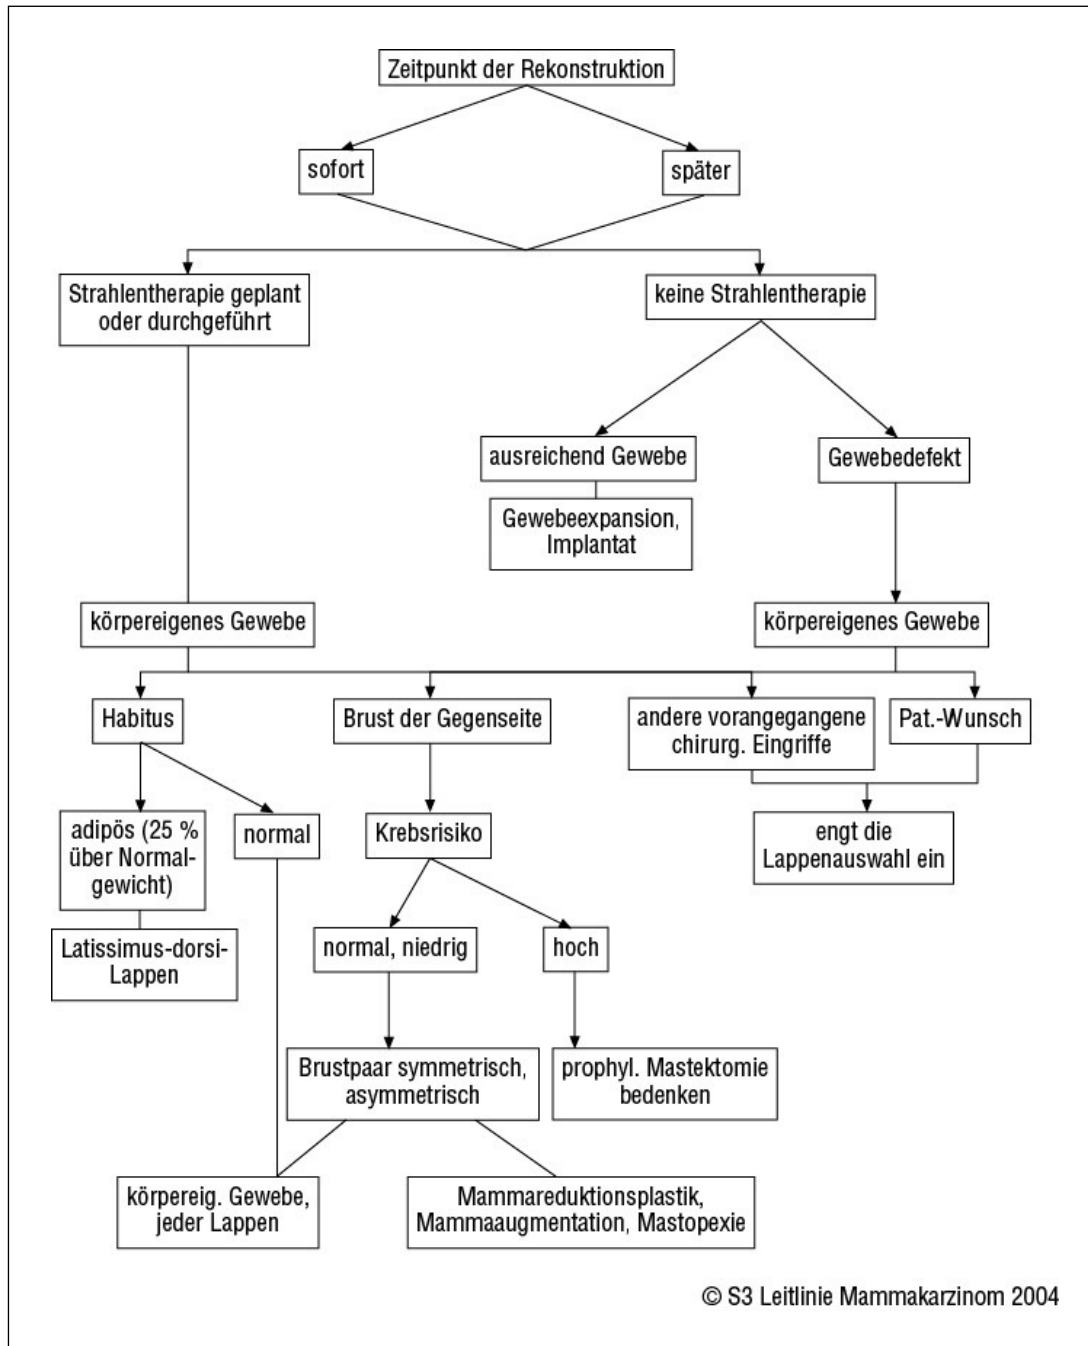 Zeitpunkt der Rekonstruktion
sofort
später
Strahlentherapie geplant
oder durchgeführt
keine Strahlentherapie
ausreichend Gewebe
Gewebedefekt
Gewebeexpansion,
Implantat
körpereigenes Gewebe
körpereigenes Gewebe
Habitus
Brust der Gegenseite
andere vorangegangene
chirurg. Eingriffe
Pat.-Wunsch
adipös (25 %
über Normal-
gewicht)
normal
Krebsrisiko
engt die
Lappenauswahl ein
Latissimus-dorsi-
Lappen
normal, niedrig
hoch
Brustpaar symmetrisch,
asymmetrisch
prophyl. Mastektomie
bedenken
körpereig. Gewebe,
jeder Lappen
Mammareduktionsplastik,
Mammaaugmentation, Mastopexie
© S3 Leitlinie Mammakarzinom 2004